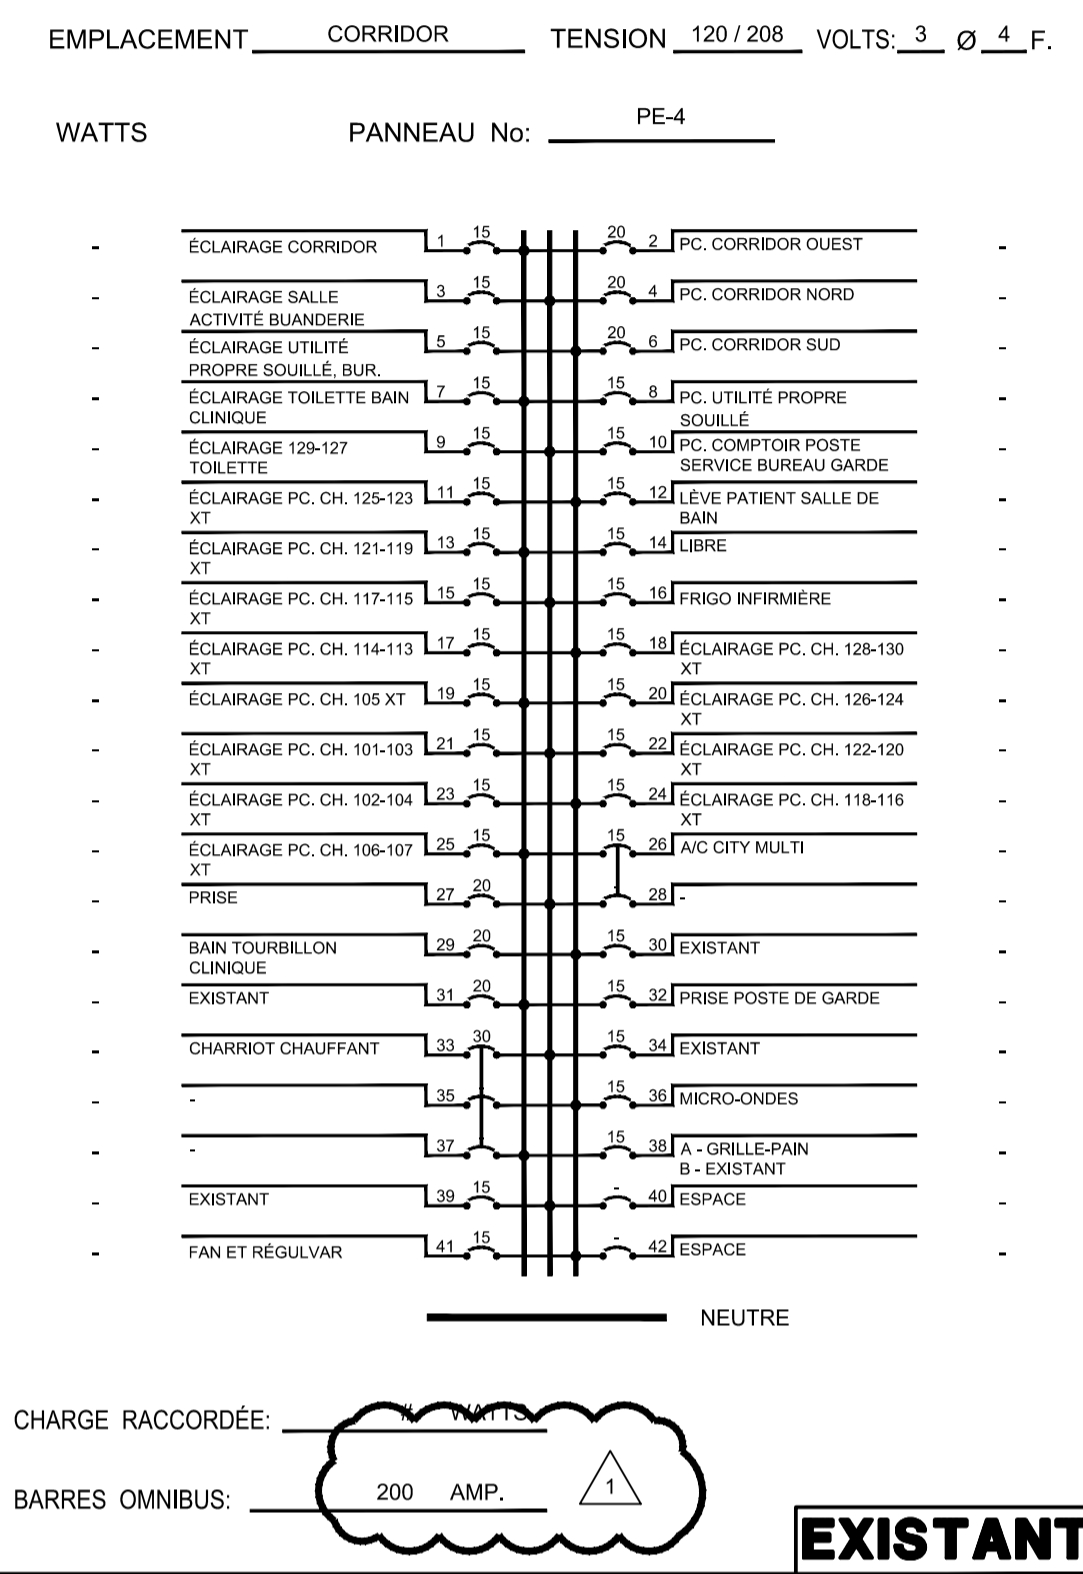 EMPLACEMENT CORRIDOR TENSION 120 / 208 VOLTS: 3 Ø 4 F.
WATTS PANNEAU No: PE-4
- ÉCLAIRAGE CORRIDOR 1 15 20 2 PC. CORRIDOR OUEST -
- ÉCLAIRAGE SALLE 3 15 20 4 PC. CORRIDOR NORD -
ACTIVITÉ BUANDERIE
- ÉCLAIRAGE UTILITÉ 5 15 20 6 PC. CORRIDOR SUD -
PROPRE SOUILLÉ, BUR.
- ÉCLAIRAGE TOILETTE BAIN 7 15 15 8 PC. UTILITÉ PROPRE -
CLINIQUE SOUILLÉ
- ÉCLAIRAGE 129-127 9 15 15 10 PC. COMPTOIR POSTE -
TOILETTE SERVICE BUREAU GARDE
- ÉCLAIRAGE PC. CH. 125-123 11 15 15 12 LÈVE PATIENT SALLE DE -
XT BAIN
- ÉCLAIRAGE PC. CH. 121-119 13 15 15 14 LIBRE -
XT
- ÉCLAIRAGE PC. CH. 117-115 15 15 15 16 FRIGO INFIRMIÈRE -
XT
- ÉCLAIRAGE PC. CH. 114-113 17 15 15 18 ÉCLAIRAGE PC. CH. 128-130 -
XT XT
- ÉCLAIRAGE PC. CH. 105 XT 19 15 15 20 ÉCLAIRAGE PC. CH. 126-124 -
XT
- ÉCLAIRAGE PC. CH. 101-103 21 15 15 22 ÉCLAIRAGE PC. CH. 122-120 -
XT XT
- ÉCLAIRAGE PC. CH. 102-104 23 15 15 24 ÉCLAIRAGE PC. CH. 118-116 -
XT XT
- ÉCLAIRAGE PC. CH. 106-107 25 15 15 26 A/C CITY MULTI -
XT
- PRISE 27 20 28 - -
- BAIN TOURBILLON 29 20 15 30 EXISTANT -
CLINIQUE
- EXISTANT 31 20 15 32 PRISE POSTE DE GARDE -
- CHARRIOT CHAUFFANT 33 30 15 34 EXISTANT -
- - 35 15 36 MICRO-ONDES -
- - 37 15 38 A - GRILLE-PAIN -
B - EXISTANT
- EXISTANT 39 15 - 40 ESPACE -
- FAN ET RÉGULVAR 41 15 - 42 ESPACE -
NEUTRE
CHARGE RACCORDÉE: # WATTS
BARRES OMNIBUS: 200 AMP. 1
EXISTANT